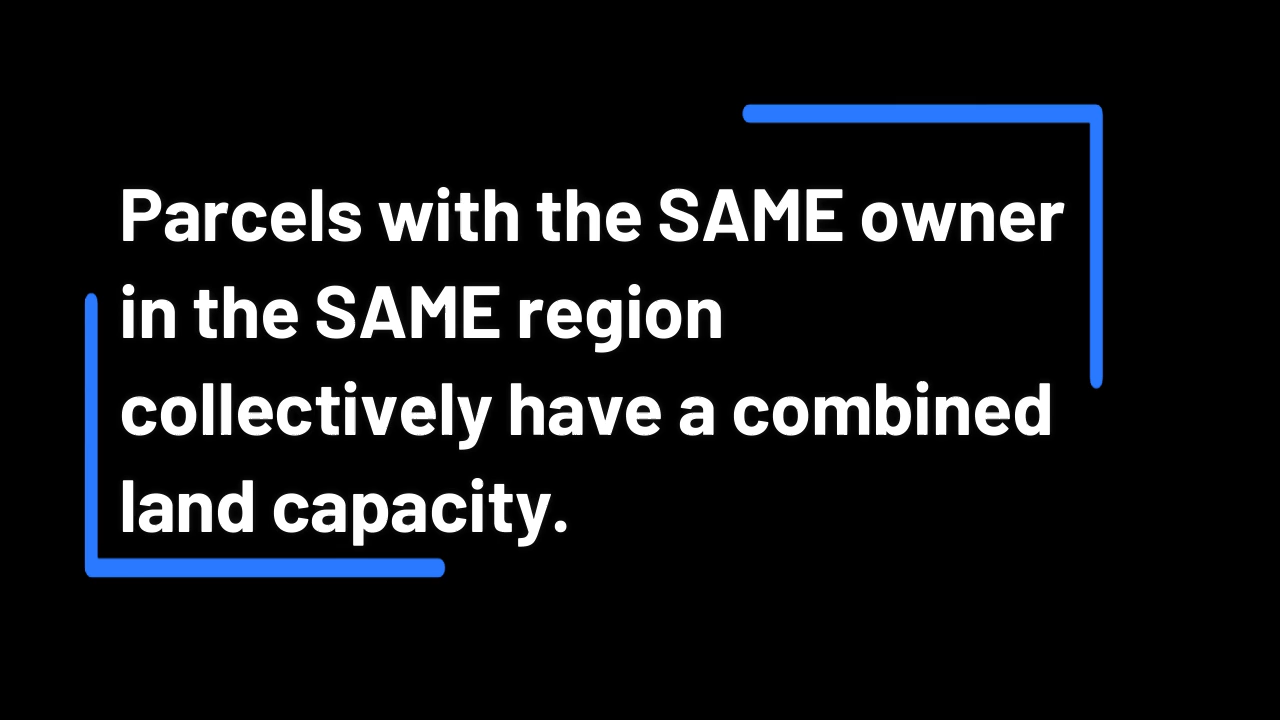 Parcels with the SAME owner
in the SAME region
collectively have a combined
land capacity.